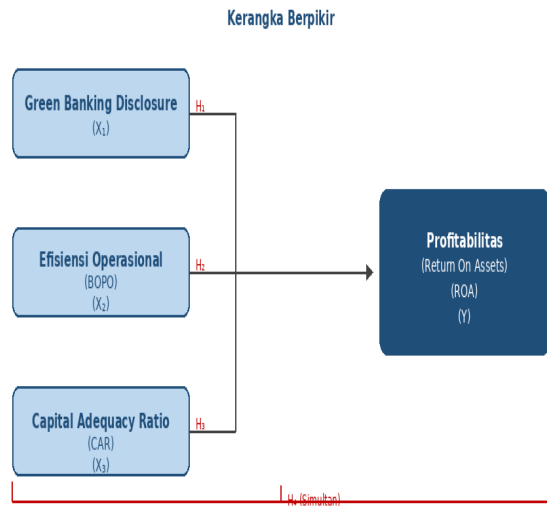 Kerangka Berpikir
Green Banking Disclosure
(X₁)
H₁
Efisiensi Operasional
(BOPO)
(X₂)
H₂
Profitabilitas
(Return On Assets)
(ROA)
(Y)
Capital Adequacy Ratio
(CAR)
(X₃)
H₃
H₄ (Simultan)